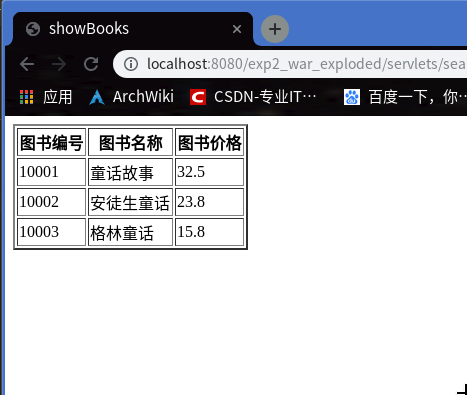 showBooks
localhost:8080/exp2_war_exploded/servlets/sea
应用 ArchWiki CSDN-专业IT… 百度一下，你…
图书编号 图书名称 图书价格
10001 童话故事 32.5
10002 安徒生童话 23.8
10003 格林童话 15.8